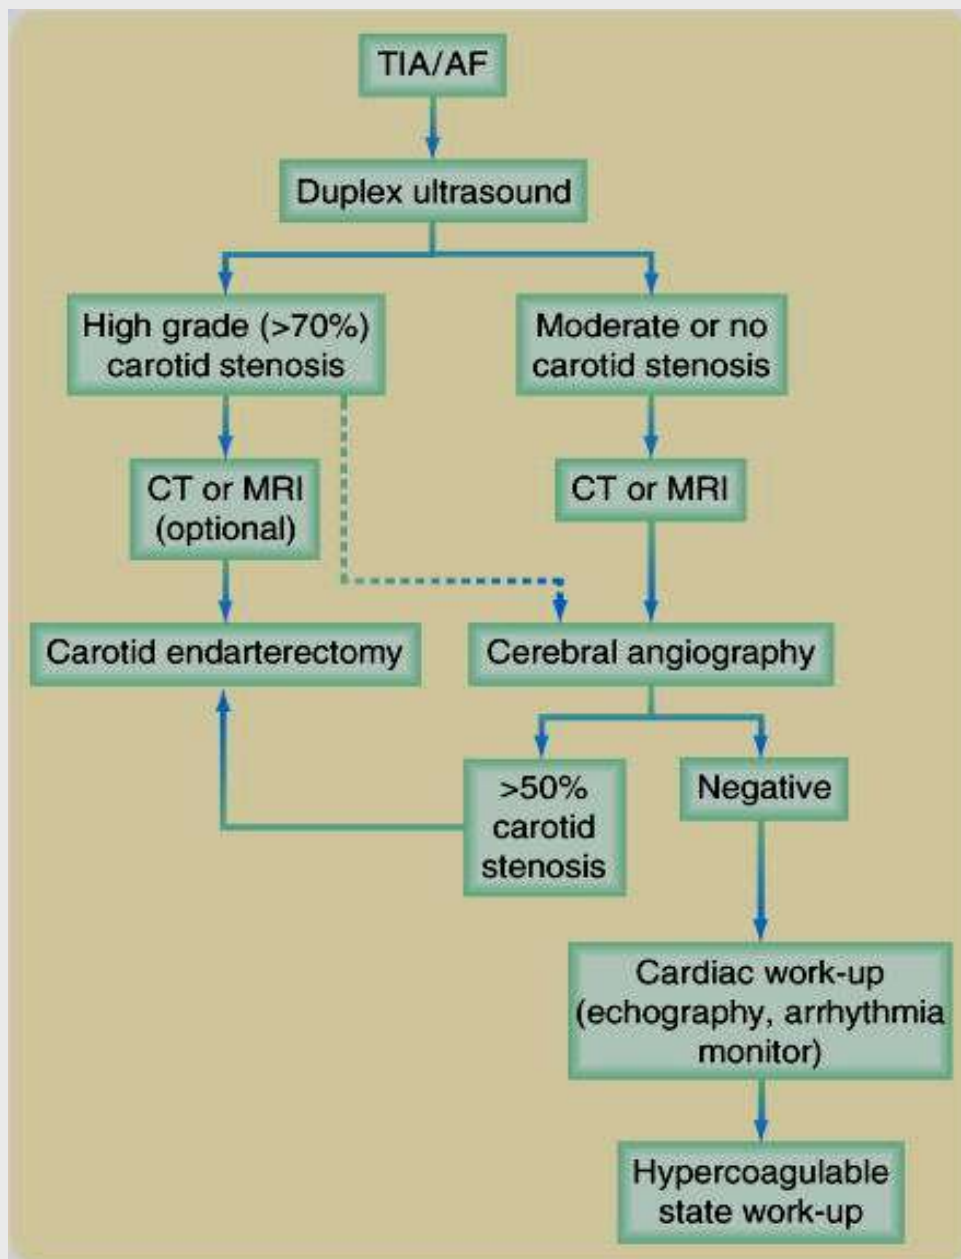 TIA/AF
Duplex ultrasound
High grade (>70%)
carotid stenosis
Moderate or no
carotid stenosis
CT or MRI
(optional)
CT or MRI
Carotid endarterectomy
Cerebral angiography
>50%
carotid
stenosis
Negative
Cardiac work-up
(echography, arrhythmia
monitor)
Hypercoagulable
state work-up